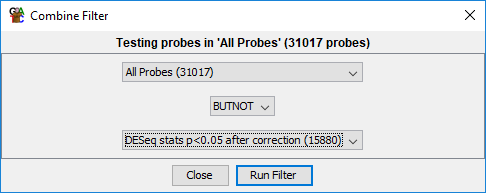 Combine Filter
Testing probes in 'All Probes' (31017 probes)
All Probes (31017)
BUTNOT
DESeq stats p<0.05 after correction (15880)
Close Run Filter